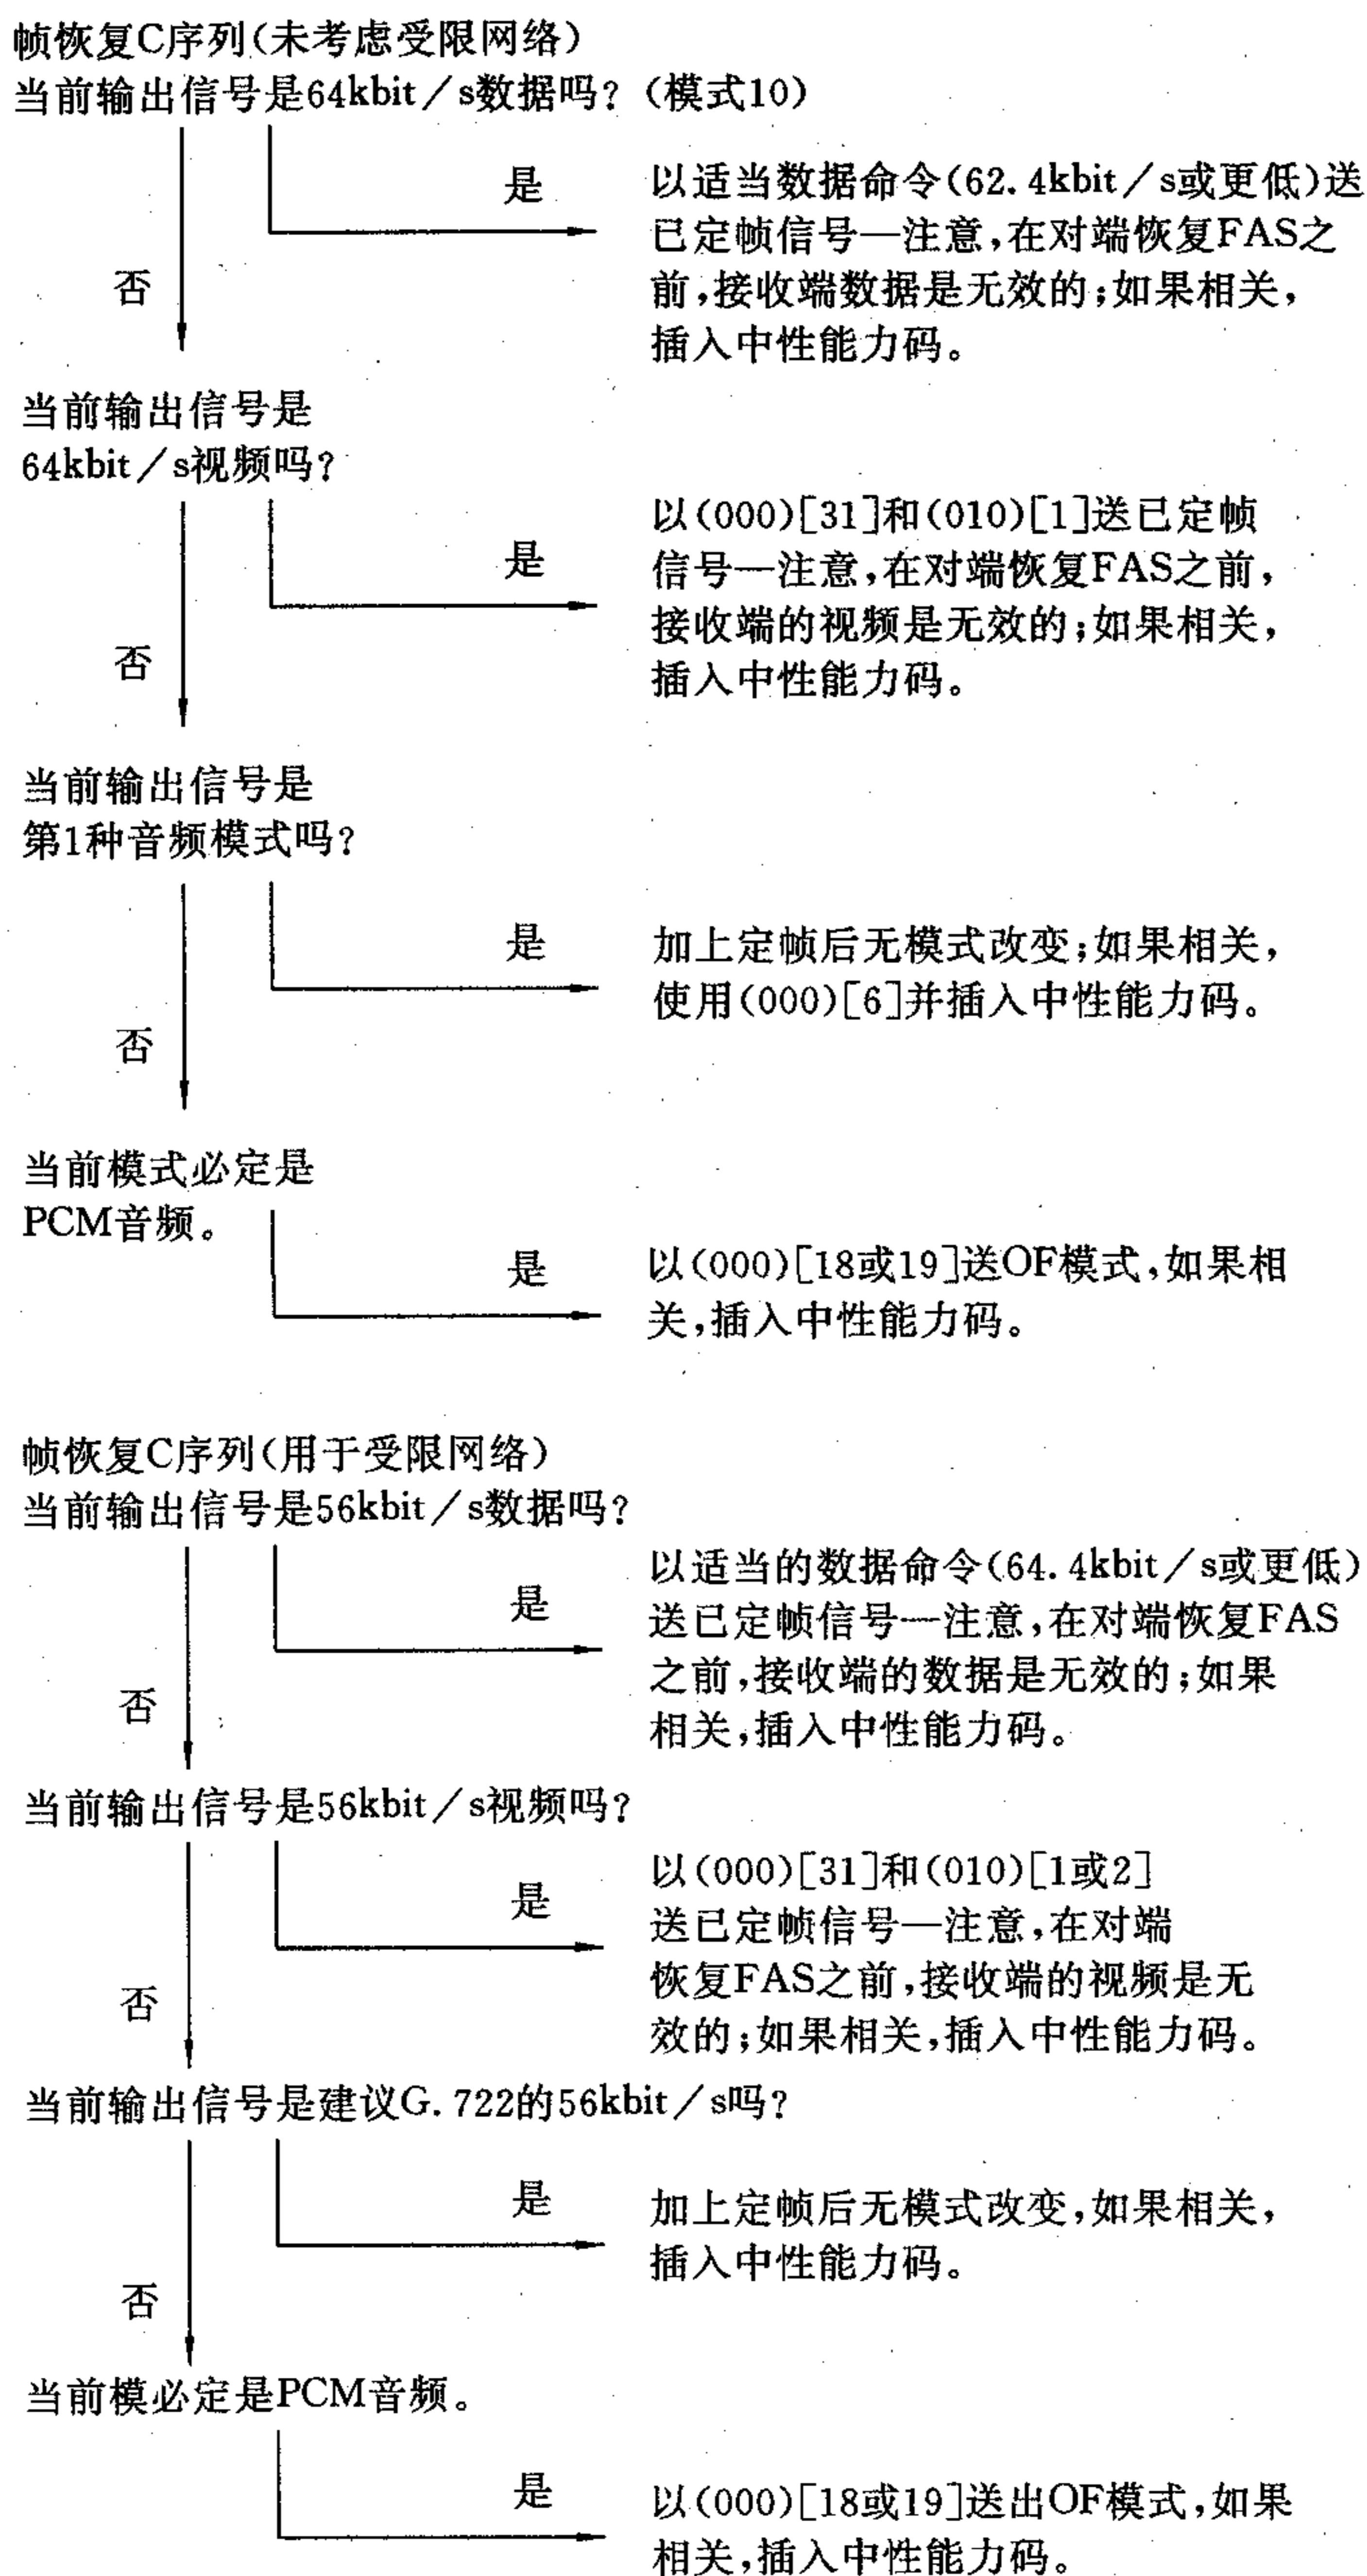 帧恢复C序列(未考虑受限网络)
当前输出信号是64kbit/s数据吗?(模式10)
是
以适当数据命令(62.4kbit/s或更低)送
已定帧信号—注意,在对端恢复FAS之
前,接收端数据是无效的;如果相关,
插入中性能力码。
否
当前输出信号是
64kbit/s视频吗?
是
以(000)[31]和(010)[1]送已定帧
信号—注意,在对端恢复FAS之前,
接收端的视频是无效的;如果相关,
插入中性能力码。
否
当前输出信号是
第1种音频模式吗?
是
加上定帧后无模式改变;如果相关,
使用(000)[6]并插入中性能力码。
否
当前模式必定是
PCM音频。
是
以(000)[18或19]送OF模式,如果相
关,插入中性能力码。
帧恢复C序列(用于受限网络)
当前输出信号是56kbit/s数据吗?
是
以适当的数据命令(64.4kbit/s或更低)
送已定帧信号—注意,在对端恢复FAS
之前,接收端的数据是无效的;如果
相关,插入中性能力码。
否
当前输出信号是56kbit/s视频吗?
是
以(000)[31]和(010)[1或2]
送已定帧信号—注意,在对端
恢复FAS之前,接收端的视频是无
效的;如果相关,插入中性能力码。
否
当前输出信号是建议G.722的56kbit/s吗?
是
加上定帧后无模式改变,如果相关,
插入中性能力码。
否
当前模必定是PCM音频。
是
以(000)[18或19]送出OF模式,如果
相关,插入中性能力码。